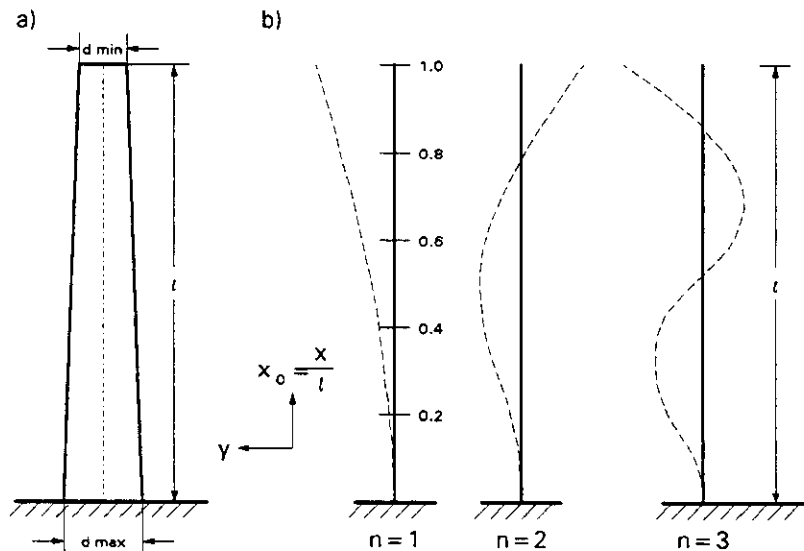 a)
d min
l
d max
b)
1.0
0.8
0.6
0.4
0.2
x₀ = x/l
y
n = 1
n = 2
n = 3
l